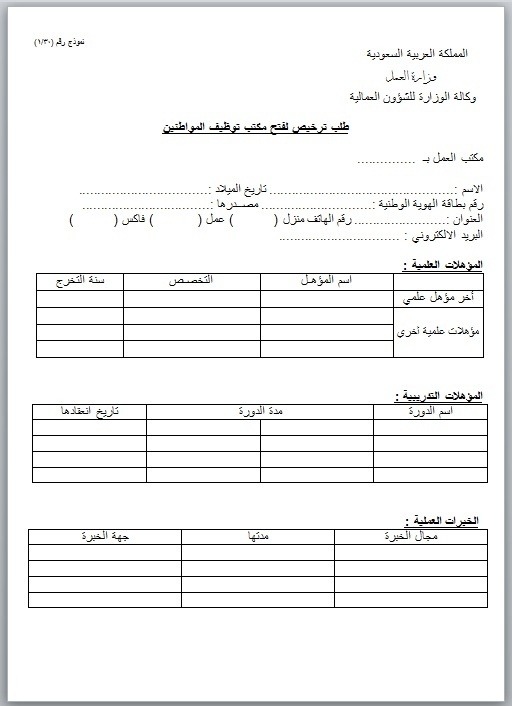 نموذج رقم (١/٣٠)
المملكة العربية السعودية
وزارة العمل
وكالة الوزارة للشؤون العمالية
طلب ترخيص لفتح مكتب توظيف المواطنين
مكتب العمل بـ ...............
الاسم :................................................ تاريخ الميلاد :..................................
رقم بطاقة الهوية الوطنية :............................. مصـدرها :..................................
العنوان :........................ رقم الهاتف منزل (          ) عمل (          ) فاكس (          )
البريد الالكتروني : ................................
المؤهلات العلمية :
اسم المؤهـل التخصـص سنة التخرج
أخر مؤهل علمي
مؤهلات علمية أخرى
المؤهلات التدريبية :
اسم الدورة مدة الدورة تاريخ انعقادها
الخبرات العملية :
مجال الخبرة مدتها جهة الخبرة